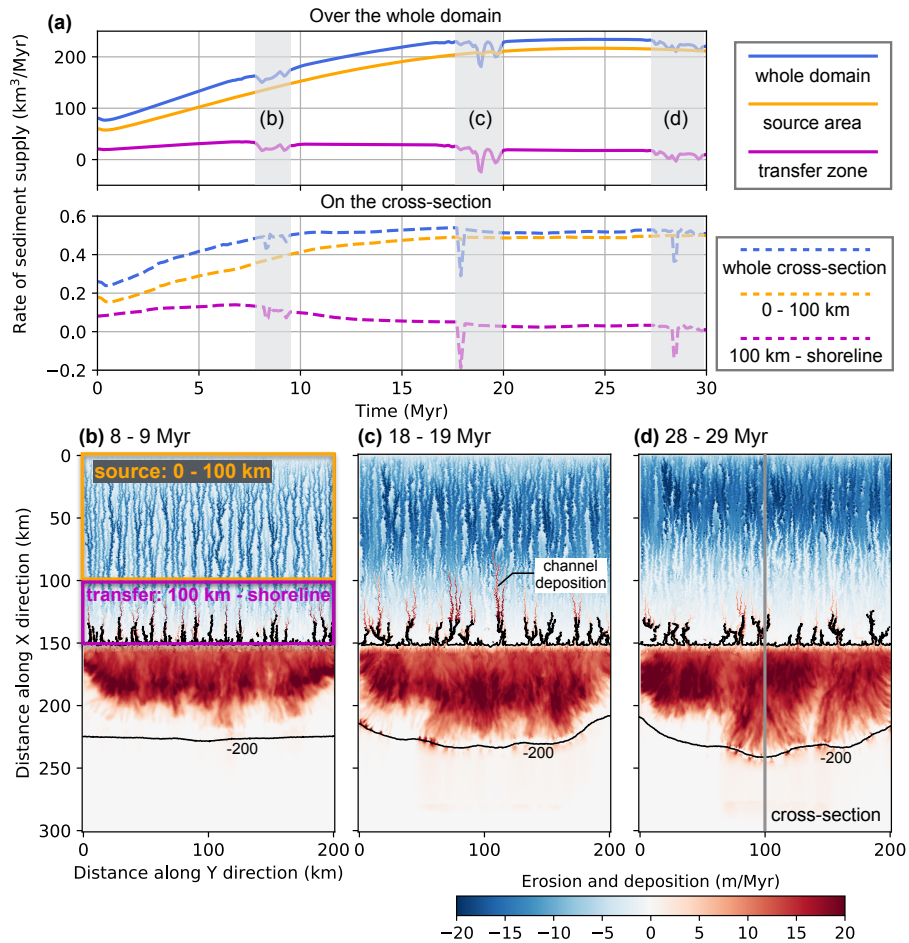 (a)
Over the whole domain
Rate of sediment supply (km³/Myr)
200
100
0
(b)
(c)
(d)
whole domain
source area
transfer zone
On the cross-section
0.6
0.4
0.2
0.0
−0.2
0
5
10
15
20
25
30
Time (Myr)
whole cross-section
0 - 100 km
100 km - shoreline
(b) 8 - 9 Myr
(c) 18 - 19 Myr
(d) 28 - 29 Myr
Distance along X direction (km)
0
50
100
150
200
250
300
source: 0 - 100 km
transfer: 100 km - shoreline
-200
channel
deposition
-200
-200
cross-section
0
100
200
0
100
200
0
100
200
Distance along Y direction (km)
Erosion and deposition (m/Myr)
−20
−15
−10
−5
0
5
10
15
20